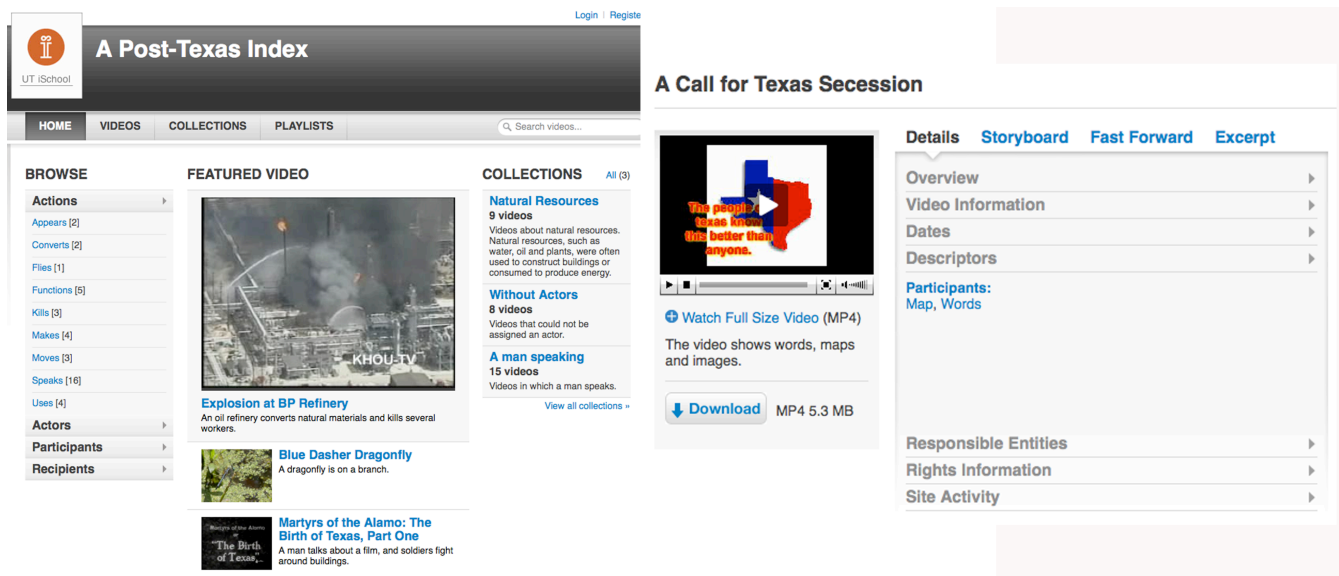 Login | Registe
UT iSchool
A Post-Texas Index
HOME
VIDEOS
COLLECTIONS
PLAYLISTS
Search videos...
BROWSE
Actions
Appears [2]
Converts [2]
Flies [1]
Functions [5]
Kills [3]
Makes [4]
Moves [3]
Speaks [16]
Uses [4]
Actors
Participants
Recipients
FEATURED VIDEO
KHOU-TV
Explosion at BP Refinery
An oil refinery converts natural materials and kills several
workers.
Blue Dasher Dragonfly
A dragonfly is on a branch.
Martyrs of the Alamo
or
"The Birth
of Texas,"
Martyrs of the Alamo: The
Birth of Texas, Part One
A man talks about a film, and soldiers fight
around buildings.
COLLECTIONS
All (3)
Natural Resources
9 videos
Videos about natural resources.
Natural resources, such as
water, oil and plants, were often
used to construct buildings or
consumed to produce energy.
Without Actors
8 videos
Videos that could not be
assigned an actor.
A man speaking
15 videos
Videos in which a man speaks.
View all collections »
A Call for Texas Secession
The people
texas know
this better than
anyone.
Watch Full Size Video (MP4)
The video shows words, maps
and images.
Download
MP4 5.3 MB
Details
Storyboard
Fast Forward
Excerpt
Overview
Video Information
Dates
Descriptors
Participants:
Map, Words
Responsible Entities
Rights Information
Site Activity